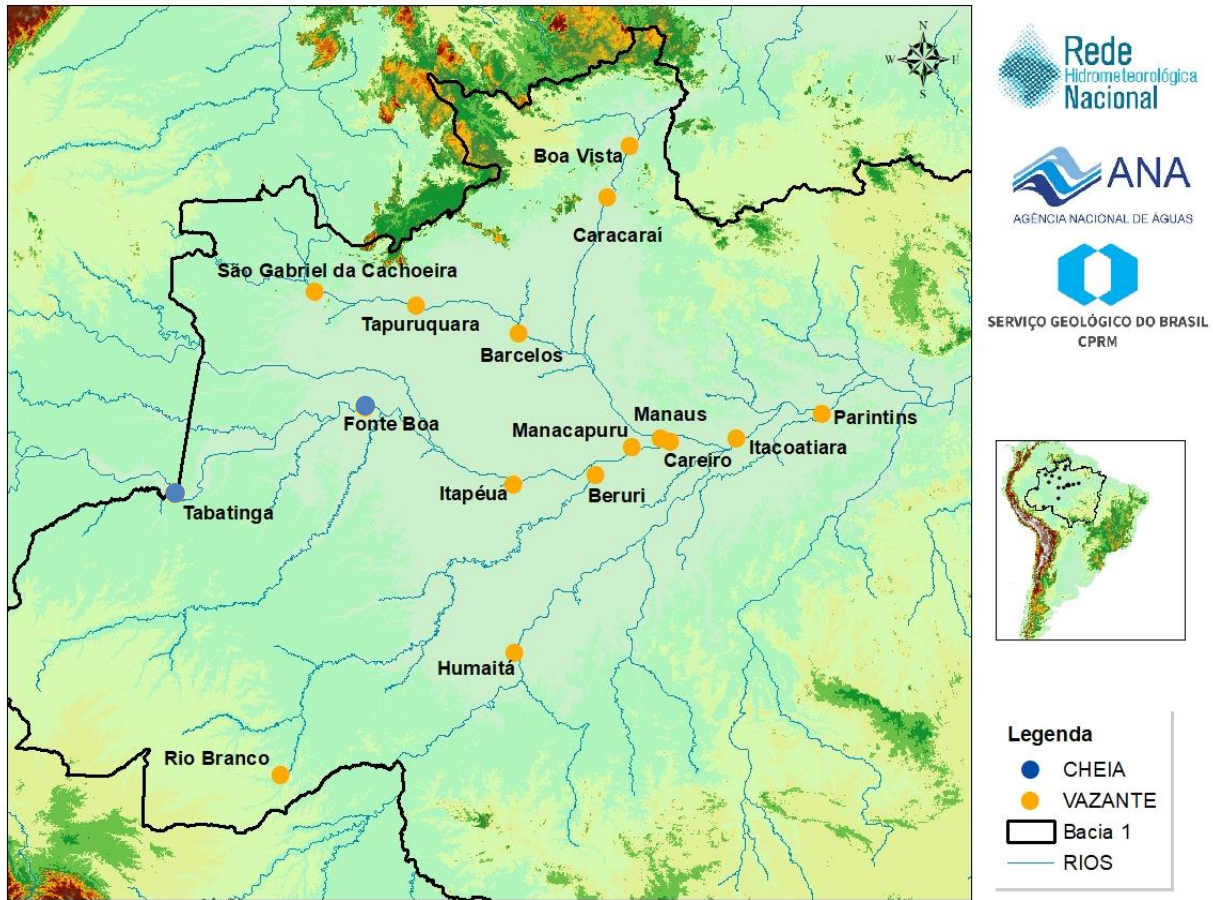 N
W
E
S
Boa Vista
Caracaraí
São Gabriel da Cachoeira
Tapuruquara
Barcelos
Fonte Boa
Manaus
Manacapuru
Parintins
Itacoatiara
Careiro
Itapéua
Beruri
Tabatinga
Humaitá
Rio Branco
Rede
Hidrometeorológica
Nacional
ANA
AGÊNCIA NACIONAL DE ÁGUAS
SERVIÇO GEOLÓGICO DO BRASIL
CPRM
Legenda
CHEIA
VAZANTE
Bacia 1
RIOS